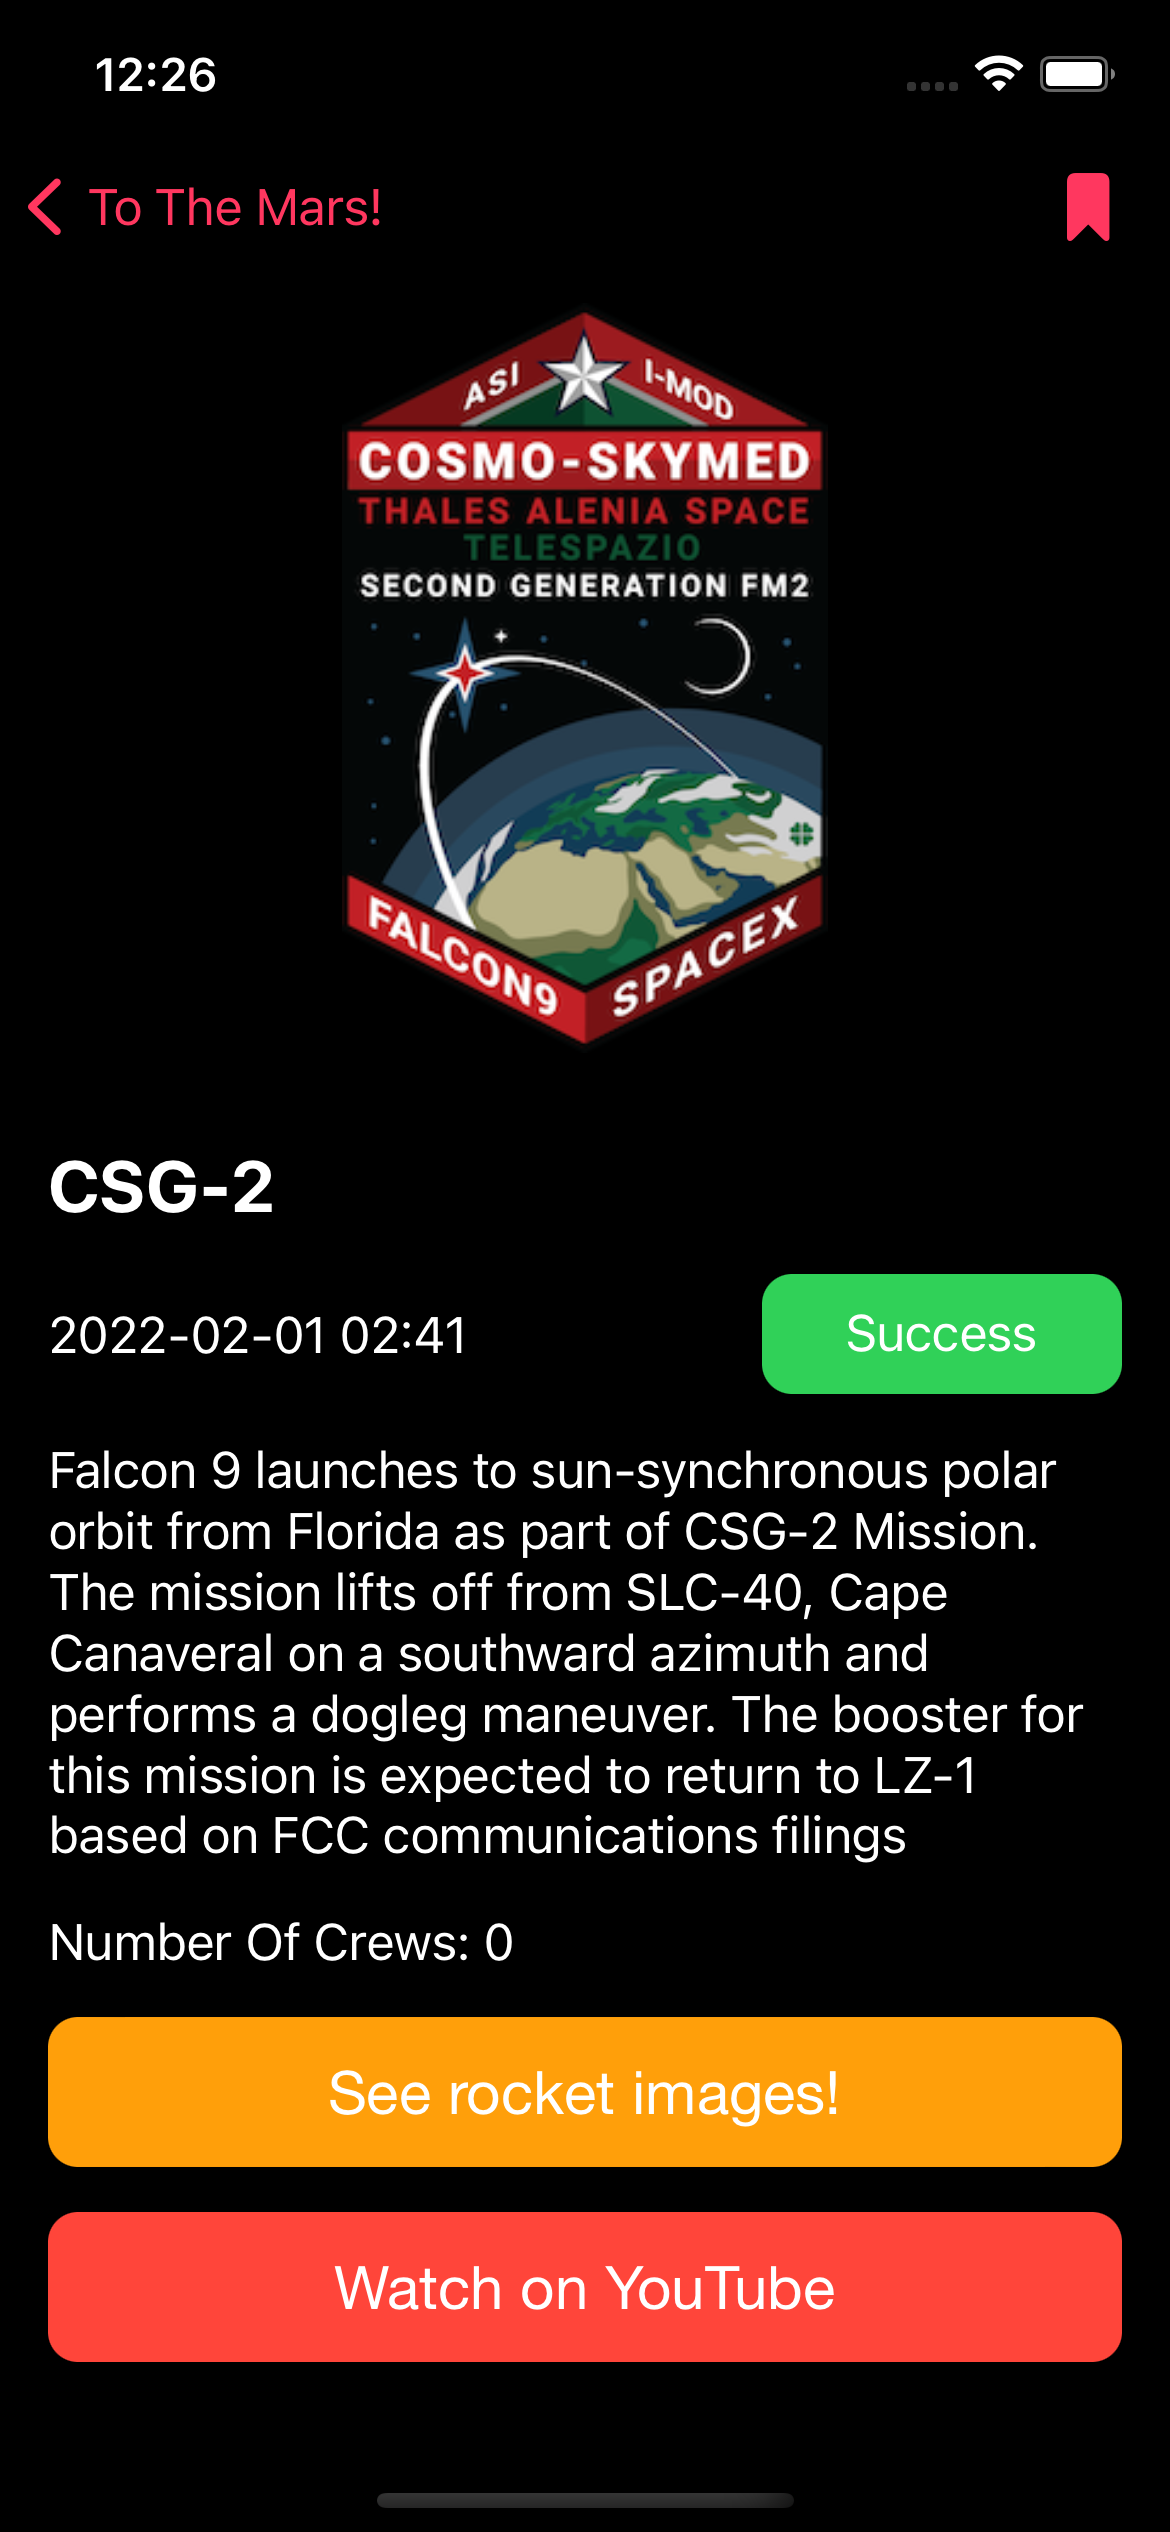 12:26
To The Mars!
ASI
I-MOD
COSMO-SKYMED
THALES ALENIA SPACE
TELESPAZIO
SECOND GENERATION FM2
FALCON9
SPACEX
CSG-2
2022-02-01 02:41
Success
Falcon 9 launches to sun-synchronous polar
orbit from Florida as part of CSG-2 Mission.
The mission lifts off from SLC-40, Cape
Canaveral on a southward azimuth and
performs a dogleg maneuver. The booster for
this mission is expected to return to LZ-1
based on FCC communications filings
Number Of Crews: 0
See rocket images!
Watch on YouTube